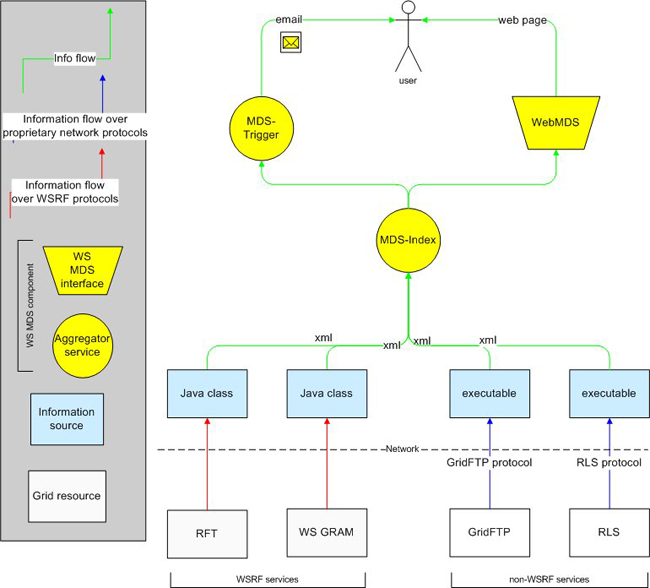 Info flow
Information flow over
proprietary network protocols
Information flow
over WSRF protocols
WS
MDS
interface
WS MDS component
Aggregator
service
Information
source
Grid resource
email
web page
user
MDS-
Trigger
WebMDS
MDS-Index
xml
xml
xml
xml
Java class
Java class
executable
executable
Network
GridFTP protocol
RLS protocol
RFT
WS GRAM
GridFTP
RLS
WSRF services
non-WSRF services